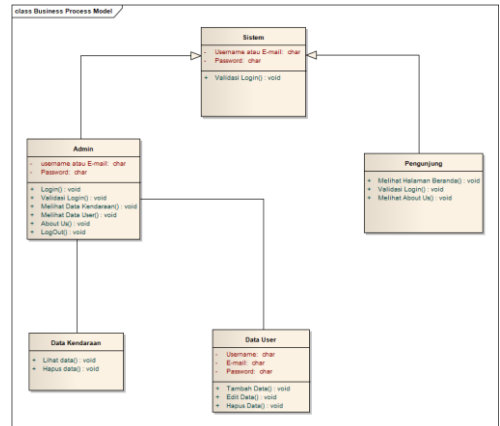 class Business Process Model
Sistem
- Username atau E-mail: char
- Password: char
+ Validasi Login() : void
Admin
- username atau E-mail: char
- Password: char
+ Login() : void
+ Validasi Login() : void
+ Melihat Data Kendaraan() : void
+ Melihat Data User() : void
+ About Us() : void
+ LogOut() : void
Pengunjung
+ Melihat Halaman Beranda() : void
+ Validasi Login() : void
+ Melihat About Us() : void
Data Kendaraan
+ Lihat data() : void
+ Hapus data() : void
Data User
- Username: char
- E-mail: char
- Password: char
+ Tambah Data() : void
+ Edit Data() : void
+ Hapus Data() : void